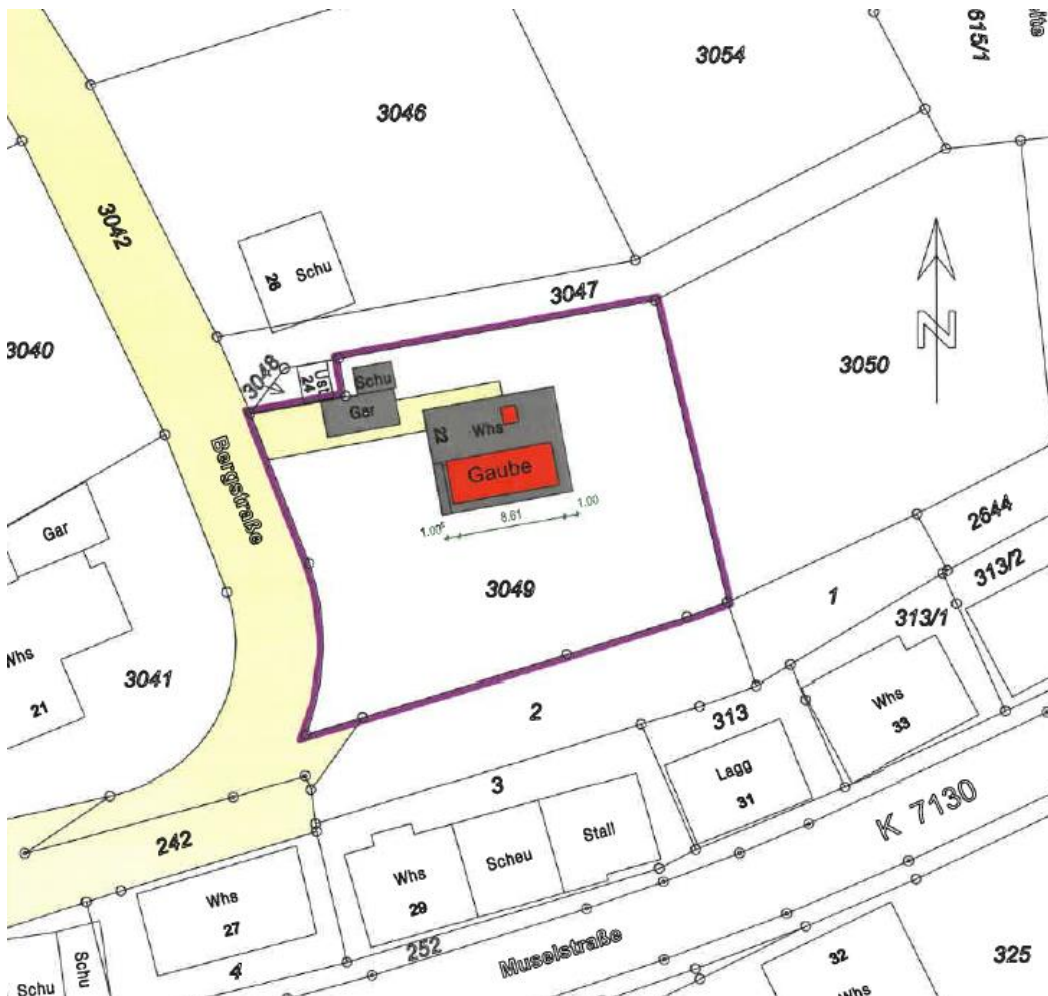 615/1
3054
3046
3042
26
Schu
3047
3040
3050
N
3048
Ust
24
Schu
Gar
22
Whs
Gaube
Bergstraße
1.00⁵
8.61
1.00
Gar
2644
313/2
3049
1
313/1
Whs
21
3041
2
313
Whs
33
3
Lagg
31
K 7130
242
Stall
Scheu
Whs
29
Whs
27
252
Muselstraße
4
Schu
Schu
32
Whs
325